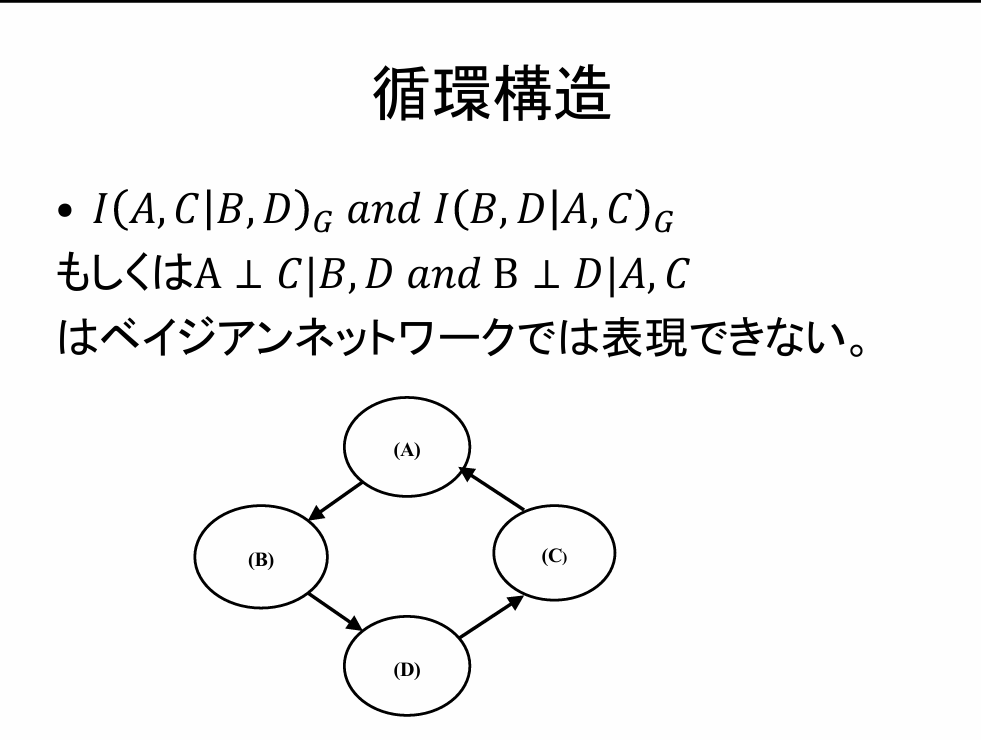 循環構造
• I(A, C|B, D)_G and I(B, D|A, C)_G
もしくはA ⊥ C|B, D and B ⊥ D|A, C
はベイジアンネットワークでは表現できない。
(A)
(B)
(C)
(D)